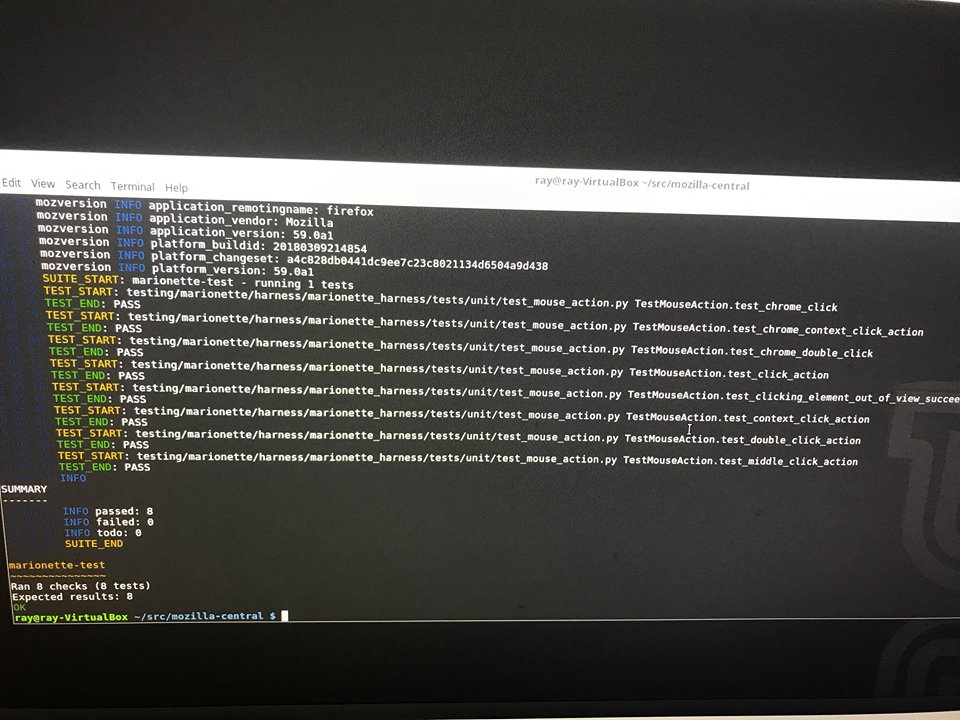 Edit View Search Terminal Help
ray@ray-VirtualBox ~/src/mozilla-central
mozversion INFO application_remotingname: firefox
mozversion INFO application_vendor: Mozilla
mozversion INFO application_version: 59.0a1
mozversion INFO platform_buildid: 20180309214854
mozversion INFO platform_changeset: a4c828db0441dc9ee7c23c8021134d6504a9d438
mozversion INFO platform_version: 59.0a1
SUITE_START: marionette-test - running 1 tests
TEST_START: testing/marionette/harness/marionette_harness/tests/unit/test_mouse_action.py TestMouseAction.test_chrome_click
TEST_END: PASS
TEST_START: testing/marionette/harness/marionette_harness/tests/unit/test_mouse_action.py TestMouseAction.test_chrome_context_click_action
TEST_END: PASS
TEST_START: testing/marionette/harness/marionette_harness/tests/unit/test_mouse_action.py TestMouseAction.test_chrome_double_click
TEST_END: PASS
TEST_START: testing/marionette/harness/marionette_harness/tests/unit/test_mouse_action.py TestMouseAction.test_click_action
TEST_END: PASS
TEST_START: testing/marionette/harness/marionette_harness/tests/unit/test_mouse_action.py TestMouseAction.test_clicking_element_out_of_view_succee
TEST_END: PASS
TEST_START: testing/marionette/harness/marionette_harness/tests/unit/test_mouse_action.py TestMouseAction.test_context_click_action
TEST_END: PASS
TEST_START: testing/marionette/harness/marionette_harness/tests/unit/test_mouse_action.py TestMouseAction.test_double_click_action
TEST_END: PASS
TEST_START: testing/marionette/harness/marionette_harness/tests/unit/test_mouse_action.py TestMouseAction.test_middle_click_action
TEST_END: PASS
INFO
SUMMARY
-------
INFO passed: 8
INFO failed: 0
INFO todo: 0
SUITE_END
marionette-test
~~~~~~~~~~~~~~~
Ran 8 checks (8 tests)
Expected results: 8
OK
ray@ray-VirtualBox ~/src/mozilla-central $